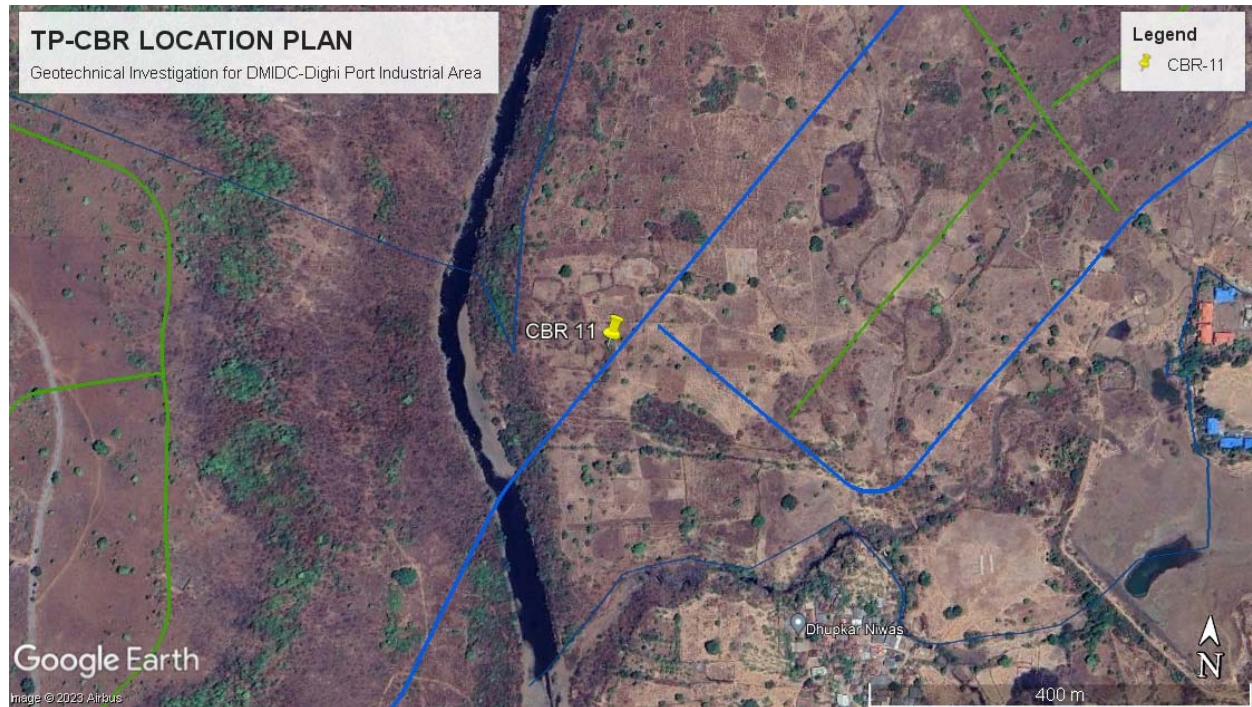 TP-CBR LOCATION PLAN
Geotechnical Investigation for DMIDC-Dighi Port Industrial Area
Legend
CBR-11
CBR 11
Dhupkar Niwas
Google Earth
Image © 2023 Airbus
N
400 m